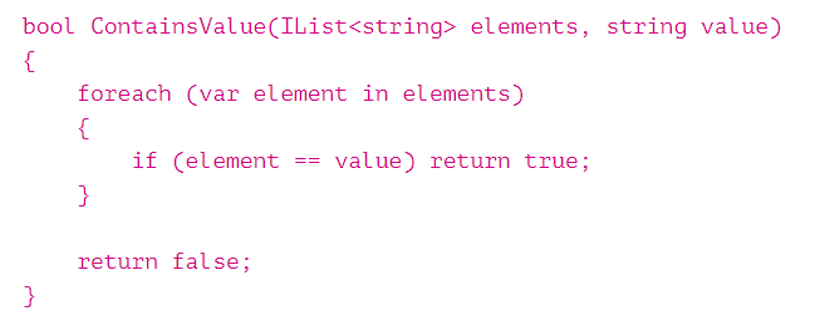 bool ContainsValue(IList<string> elements, string value)
{
    foreach (var element in elements)
    {
        if (element == value) return true;
    }

    return false;
}